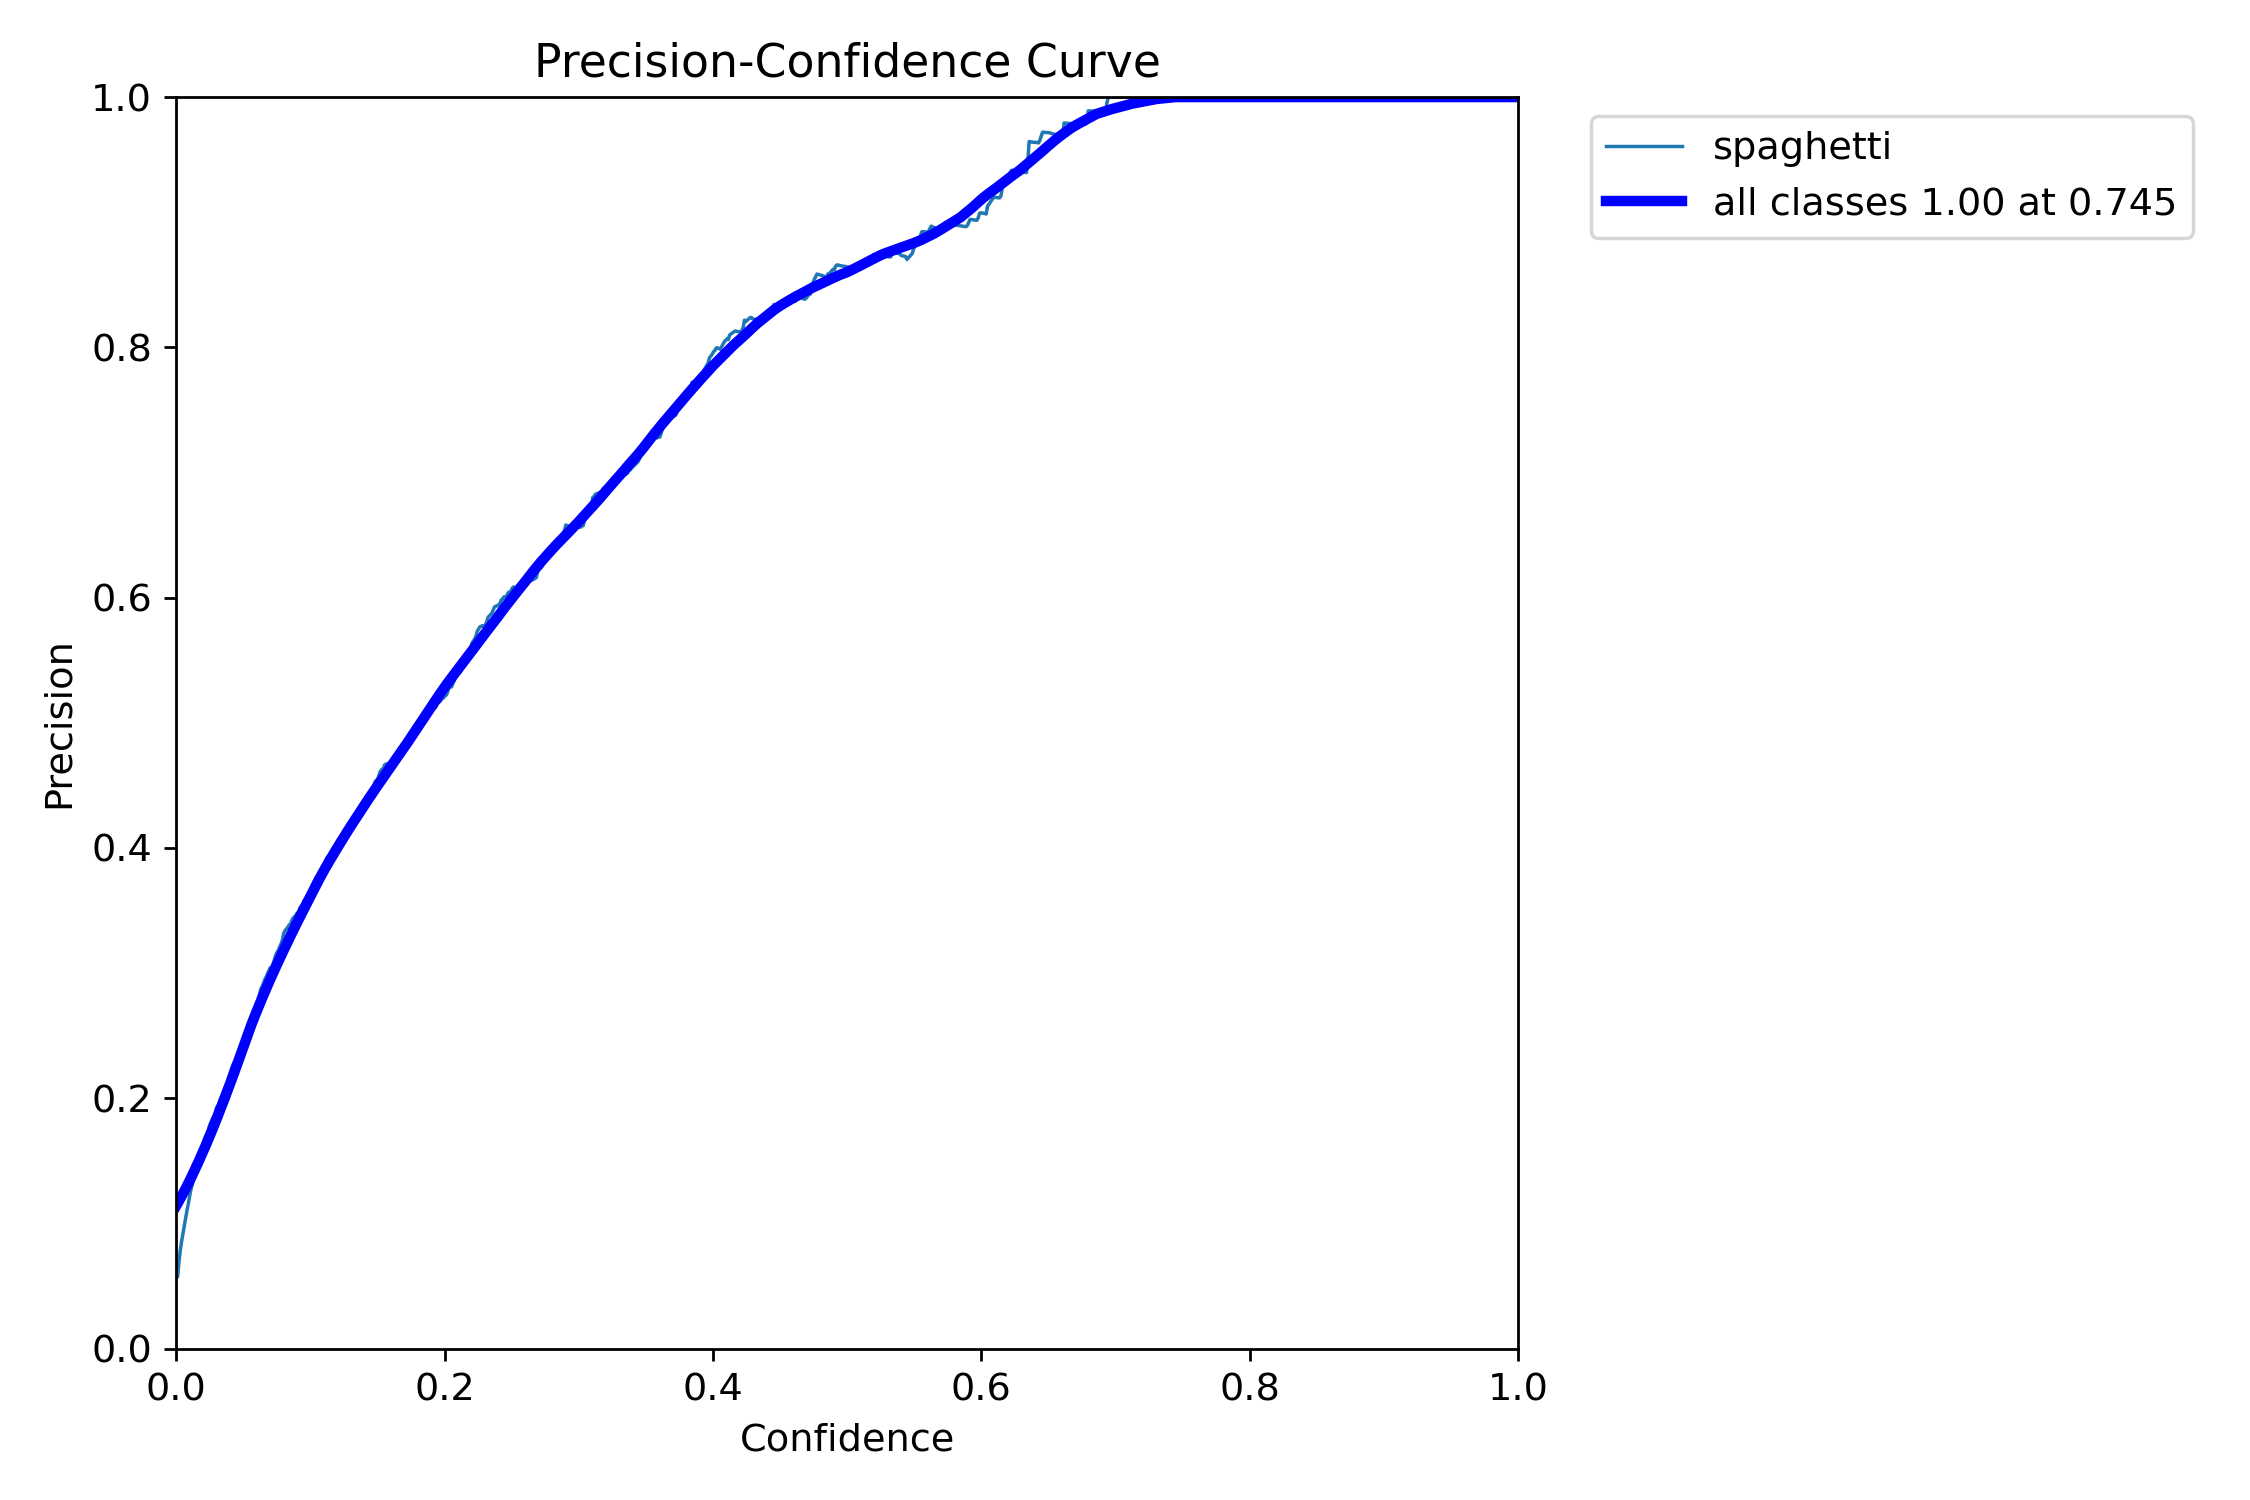 Precision-Confidence Curve
1.0
0.8
0.6
0.4
0.2
0.0
Precision
0.0 0.2 0.4 0.6 0.8 1.0
Confidence
spaghetti
all classes 1.00 at 0.745